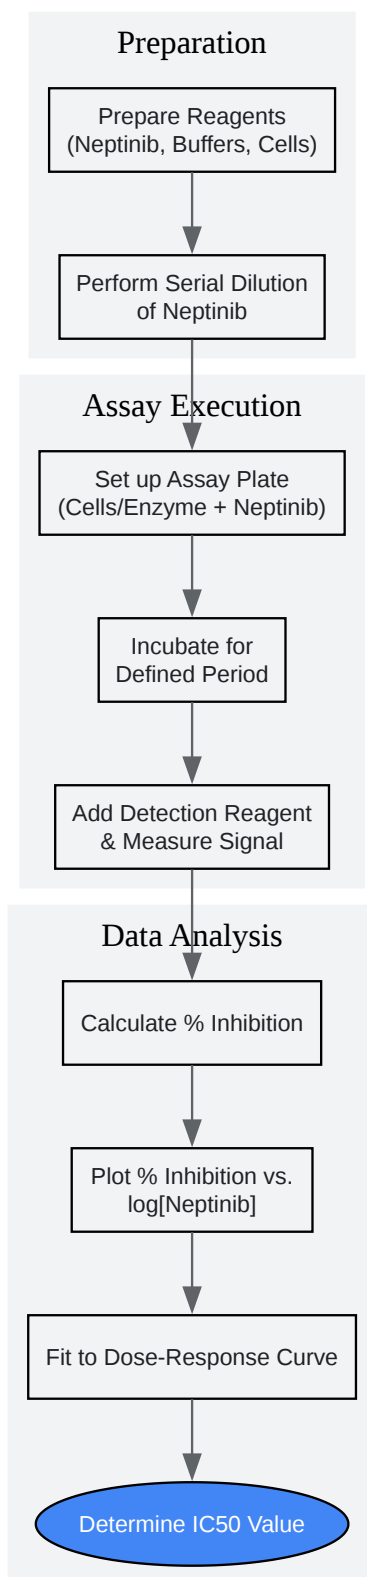 Preparation
Prepare Reagents
(Neptinib, Buffers, Cells)
Perform Serial Dilution
of Neptinib
Assay Execution
Set up Assay Plate
(Cells/Enzyme + Neptinib)
Incubate for
Defined Period
Add Detection Reagent
& Measure Signal
Data Analysis
Calculate % Inhibition
Plot % Inhibition vs.
log[Neptinib]
Fit to Dose-Response Curve
Determine IC50 Value